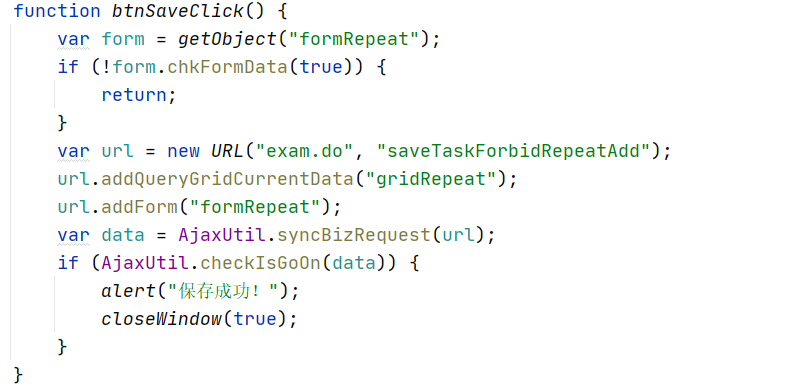 function btnSaveClick() {
    var form = getObject("formRepeat");
    if (!form.chkFormData(true)) {
        return;
    }
    var url = new URL("exam.do", "saveTaskForbidRepeatAdd");
    url.addQueryGridCurrentData("gridRepeat");
    url.addForm("formRepeat");
    var data = AjaxUtil.syncBizRequest(url);
    if (AjaxUtil.checkIsGoOn(data)) {
        alert("保存成功！");
        closeWindow(true);
    }
}